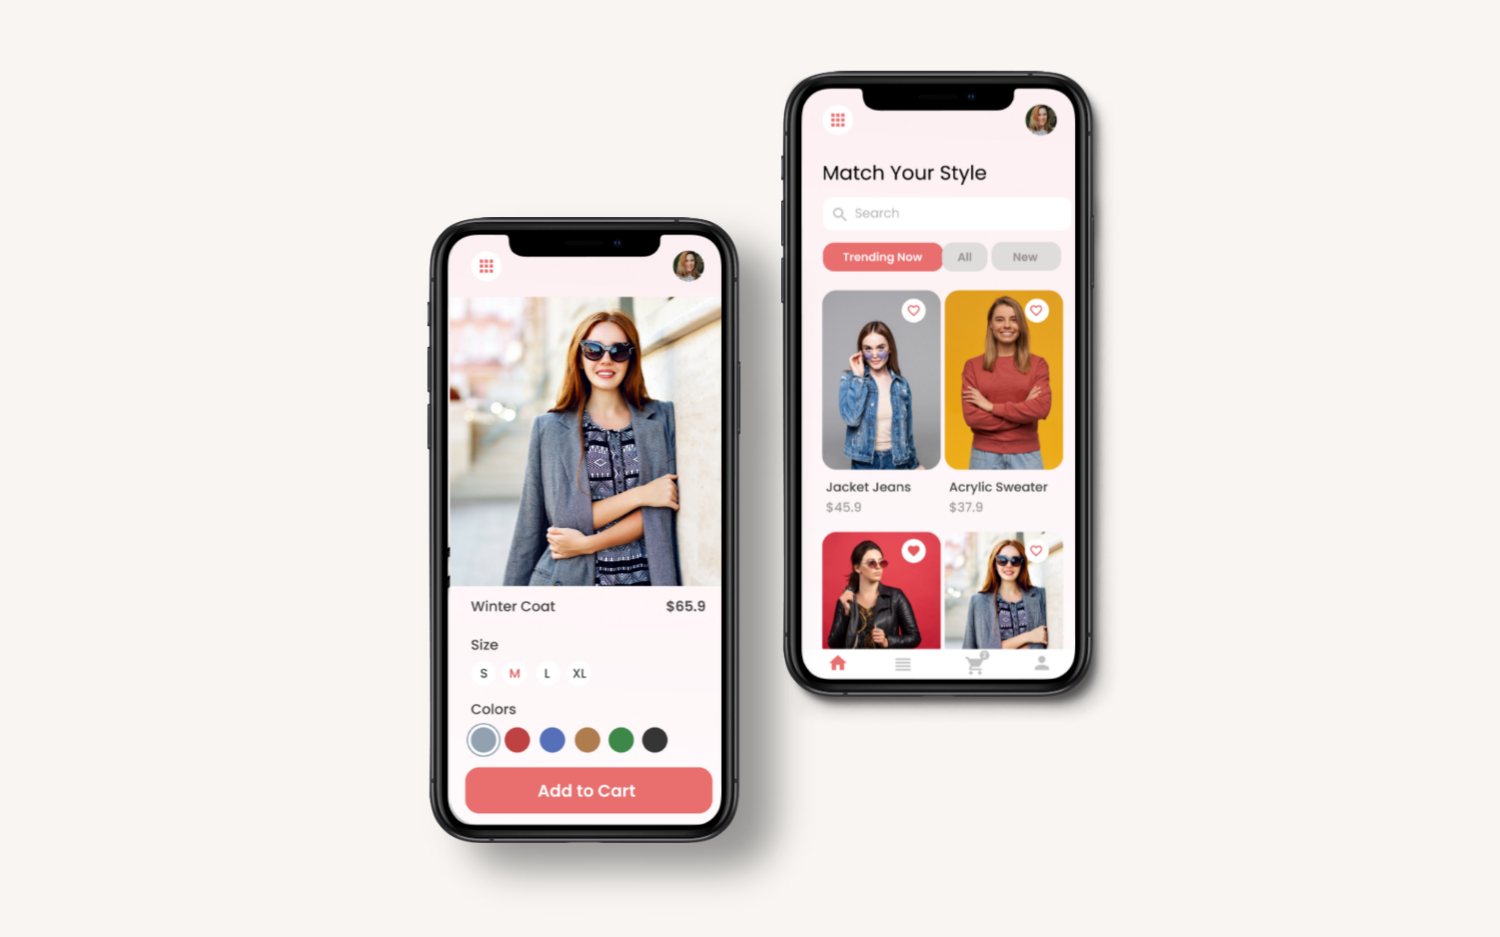 Winter Coat $65.9
Size
S M L XL
Colors
Add to Cart
Match Your Style
Search
Trending Now All New
Jacket Jeans Acrylic Sweater
$45.9 $37.9
2